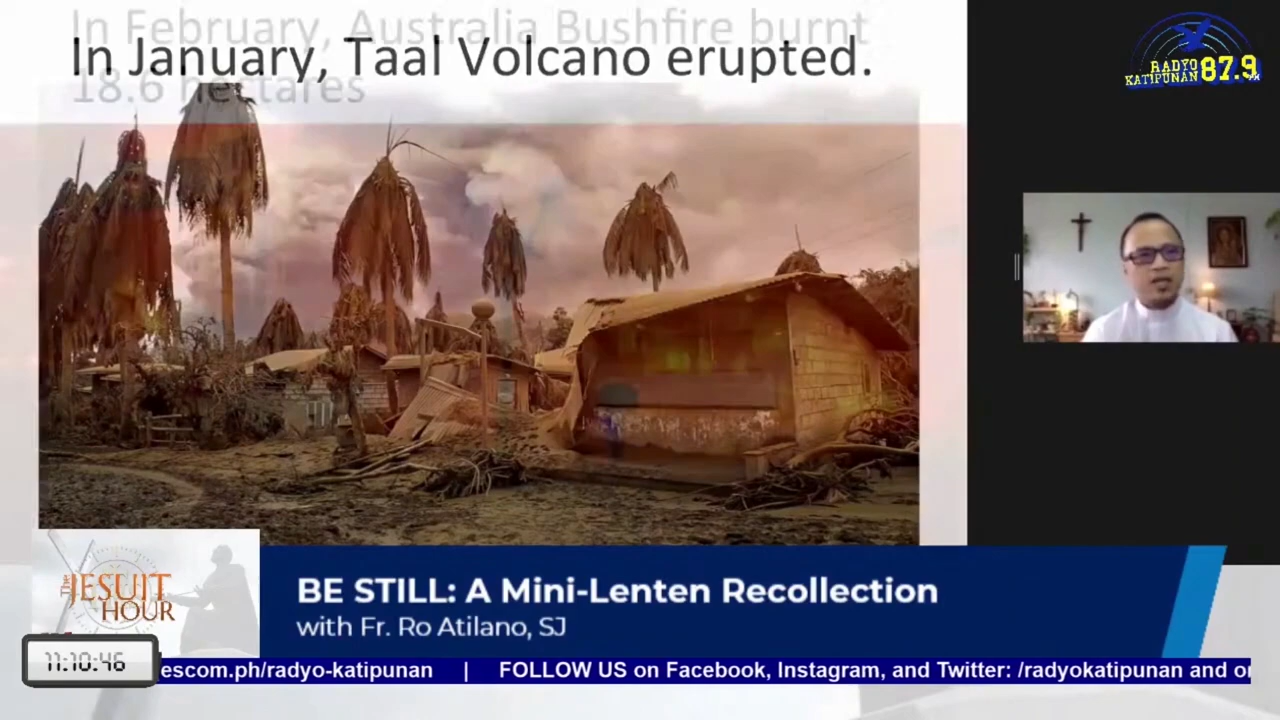 In February, Australia Bushfire burnt
In January, Taal Volcano erupted.
18.6 hectares
RADYO
KATIPUNAN 87.9 FM
The
JESUIT
HOUR
BE STILL: A Mini-Lenten Recollection
with Fr. Ro Atilano, SJ
11:10:46
escom.ph/radyo-katipunan | FOLLOW US on Facebook, Instagram, and Twitter: /radyokatipunan and